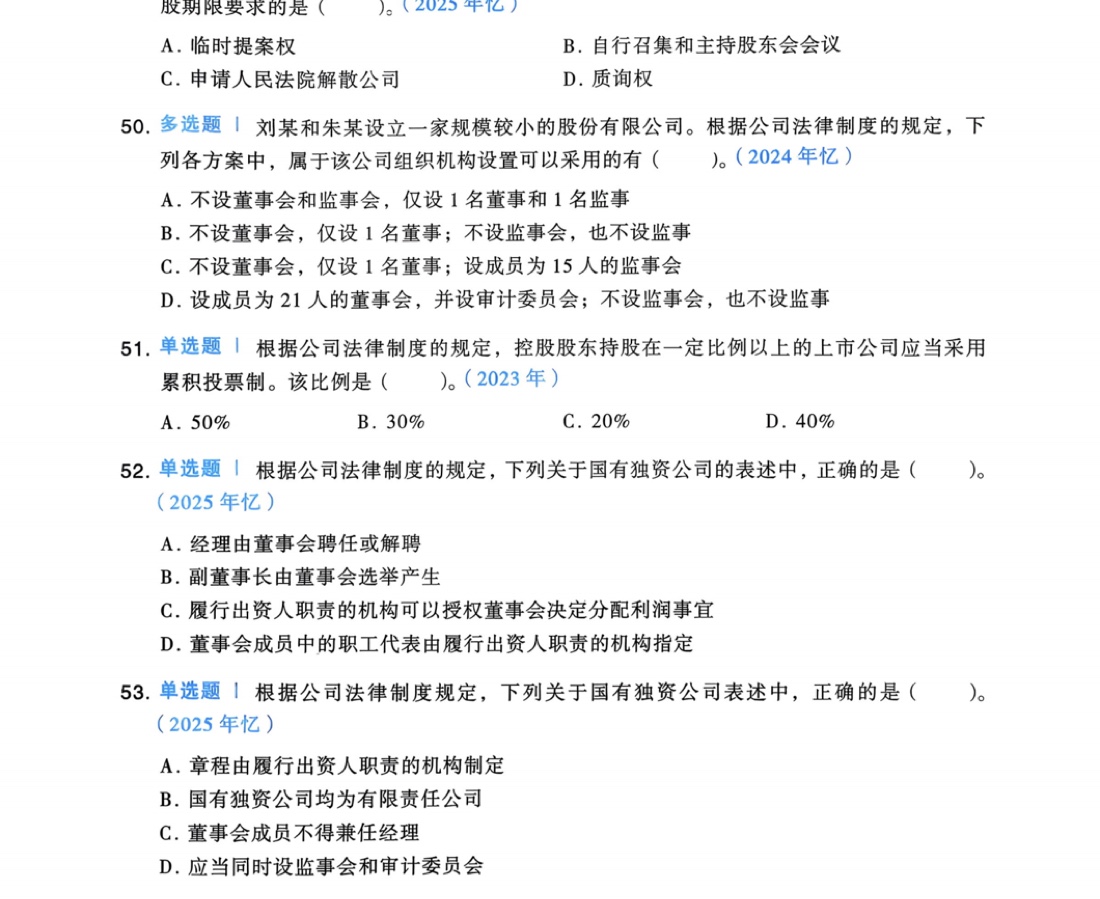 股期限要求的是（　　）。（2025 年忆）
A. 临时提案权　B. 自行召集和主持股东会会议
C. 申请人民法院解散公司　D. 质询权
50. 多选题｜刘某和朱某设立一家规模较小的股份有限公司。根据公司法律制度的规定，下
列各方案中，属于该公司组织机构设置可以采用的有（　　）。（2024 年忆）
A. 不设董事会和监事会，仅设 1 名董事和 1 名监事
B. 不设董事会，仅设 1 名董事；不设监事会，也不设监事
C. 不设董事会，仅设 1 名董事；设成员为 15 人的监事会
D. 设成员为 21 人的董事会，并设审计委员会；不设监事会，也不设监事
51. 单选题｜根据公司法律制度的规定，控股股东持股在一定比例以上的上市公司应当采用
累积投票制。该比例是（　　）。（2023 年）
A. 50%　B. 30%　C. 20%　D. 40%
52. 单选题｜根据公司法律制度的规定，下列关于国有独资公司的表述中，正确的是（　　）。
（2025 年忆）
A. 经理由董事会聘任或解聘
B. 副董事长由董事会选举产生
C. 履行出资人职责的机构可以授权董事会决定分配利润事宜
D. 董事会成员中的职工代表由履行出资人职责的机构指定
53. 单选题｜根据公司法律制度规定，下列关于国有独资公司表述中，正确的是（　　）。
（2025 年忆）
A. 章程由履行出资人职责的机构制定
B. 国有独资公司均为有限责任公司
C. 董事会成员不得兼任经理
D. 应当同时设监事会和审计委员会